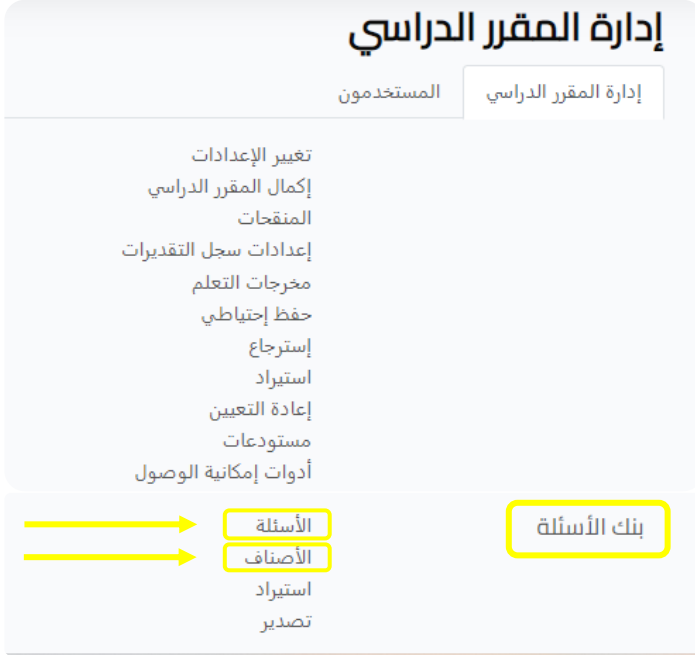 إدارة المقرر الدراسي
إدارة المقرر الدراسي
المستخدمون
تغيير الإعدادات
إكمال المقرر الدراسي
المنقحات
إعدادات سجل التقديرات
مخرجات التعلم
حفظ إحتياطي
إسترجاع
استيراد
إعادة التعيين
مستودعات
أدوات إمكانية الوصول
بنك الأسئلة
الأسئلة
الأصناف
استيراد
تصدير